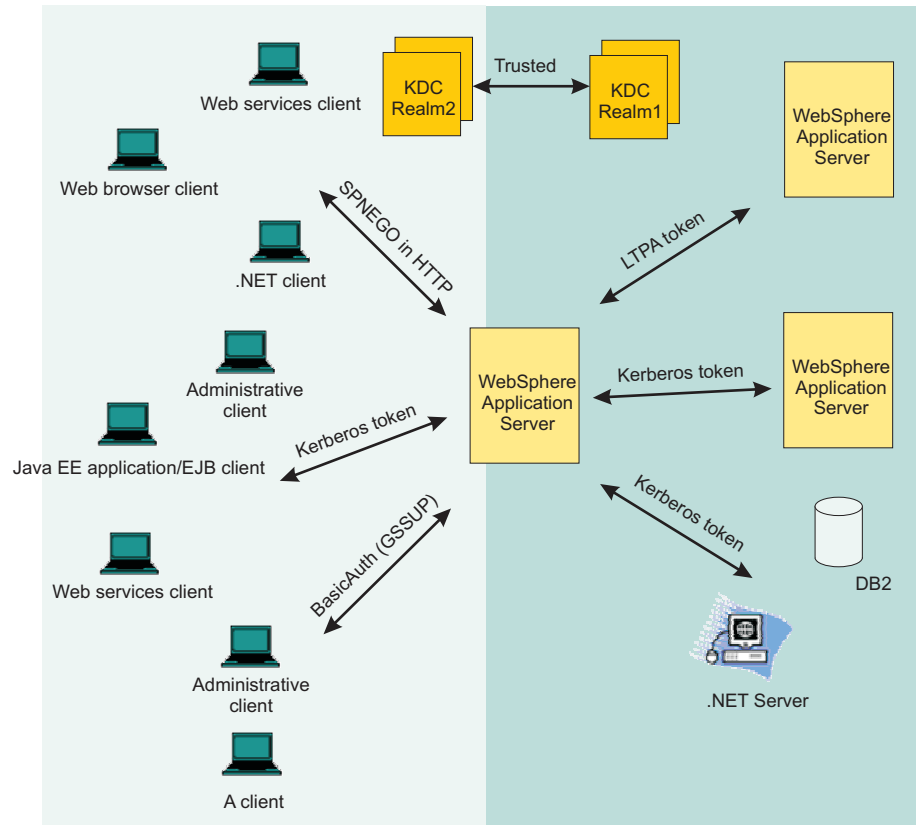 Web services client
KDC
Realm2
Trusted
KDC
Realm1
WebSphere
Application
Server
Web browser client
SPNEGO in HTTP
LTPA token
.NET client
Administrative
client
WebSphere
Application
Server
Kerberos token
WebSphere
Application
Server
Java EE application/EJB client
Kerberos token
Kerberos token
Web services client
BasicAuth (GSSUP)
DB2
Administrative
client
.NET Server
A client